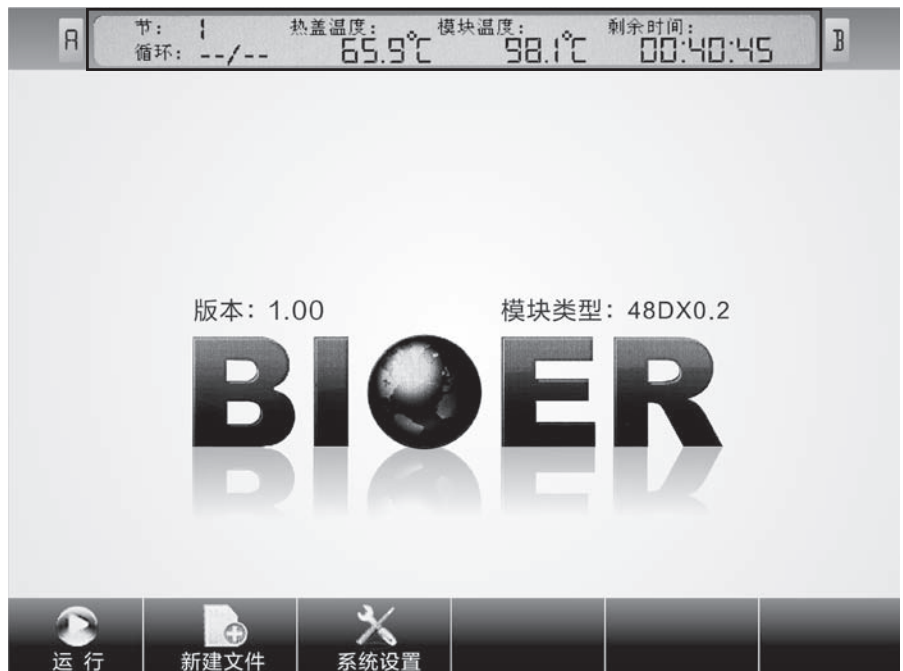 A
节: 1 热盖温度: 模块温度: 剩余时间:
循环: --/-- 65.9℃ 98.1℃ 00:40:45
B
版本: 1.00 模块类型: 48DX0.2
BIOER
运行 新建文件 系统设置